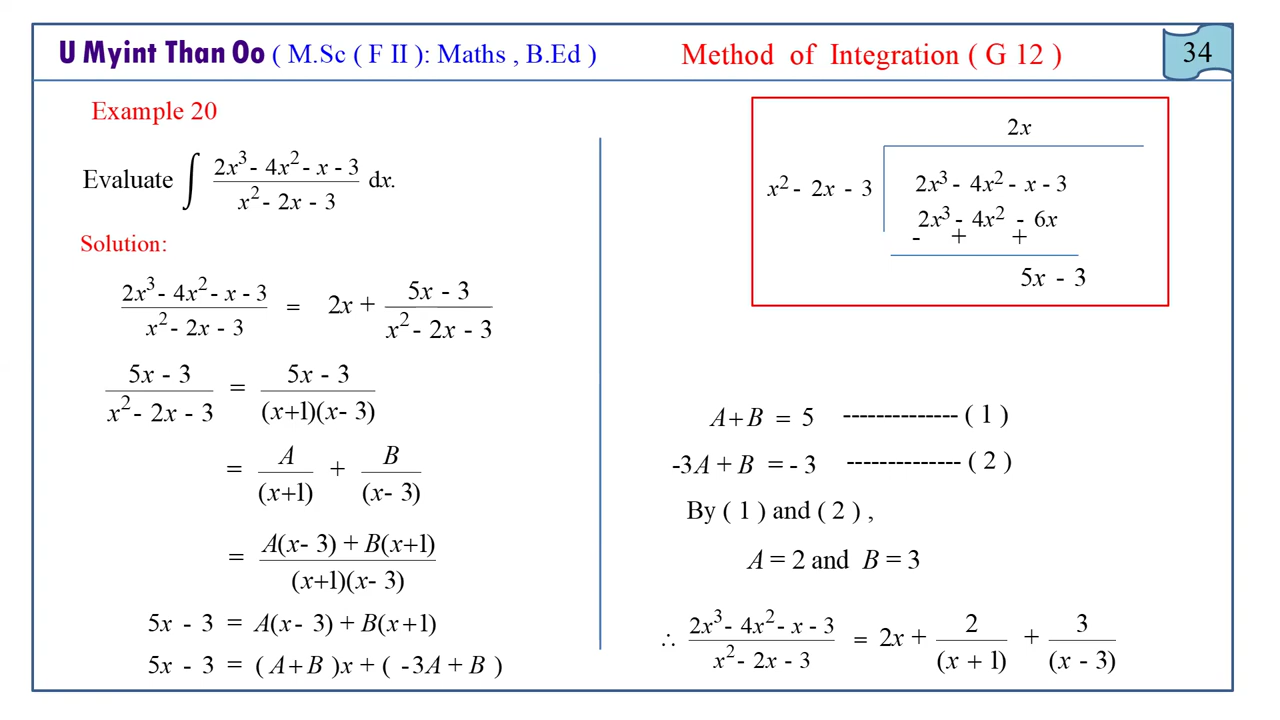 U Myint Than Oo ( M.Sc ( F II ): Maths , B.Ed )
Method of Integration ( G 12 )
34
Example 20
Evaluate ∫ (2x³ - 4x² - x - 3)/(x² - 2x - 3) dx.
Solution:
(2x³ - 4x² - x - 3)/(x² - 2x - 3) = 2x + (5x - 3)/(x² - 2x - 3)
(5x - 3)/(x² - 2x - 3) = (5x - 3)/((x+1)(x- 3))
= A/(x+1) + B/(x- 3)
= (A(x- 3) + B(x+1))/((x+1)(x- 3))
5x - 3 = A(x- 3) + B(x+1)
5x - 3 = ( A+B )x + ( -3A + B )
2x
x² - 2x - 3
2x³ - 4x² - x - 3
2x³ - 4x² - 6x
- + +
5x - 3
A+B = 5 -------------- ( 1 )
-3A + B = - 3 -------------- ( 2 )
By ( 1 ) and ( 2 ) ,
A = 2 and B = 3
∴ (2x³ - 4x² - x - 3)/(x² - 2x - 3) = 2x + 2/(x + 1) + 3/(x - 3)